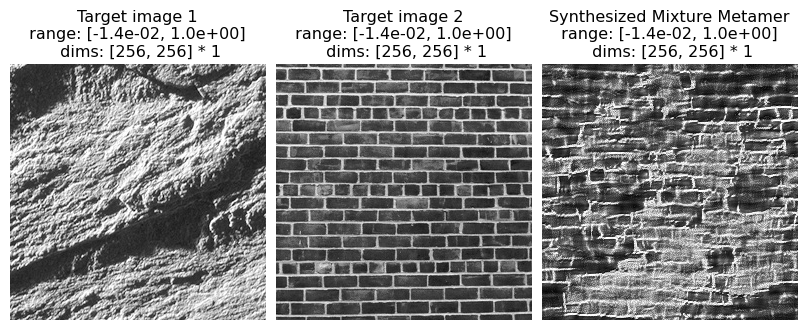 Target image 1
range: [-1.4e-02, 1.0e+00]
dims: [256, 256] * 1
Target image 2
range: [-1.4e-02, 1.0e+00]
dims: [256, 256] * 1
Synthesized Mixture Metamer
range: [-1.4e-02, 1.0e+00]
dims: [256, 256] * 1